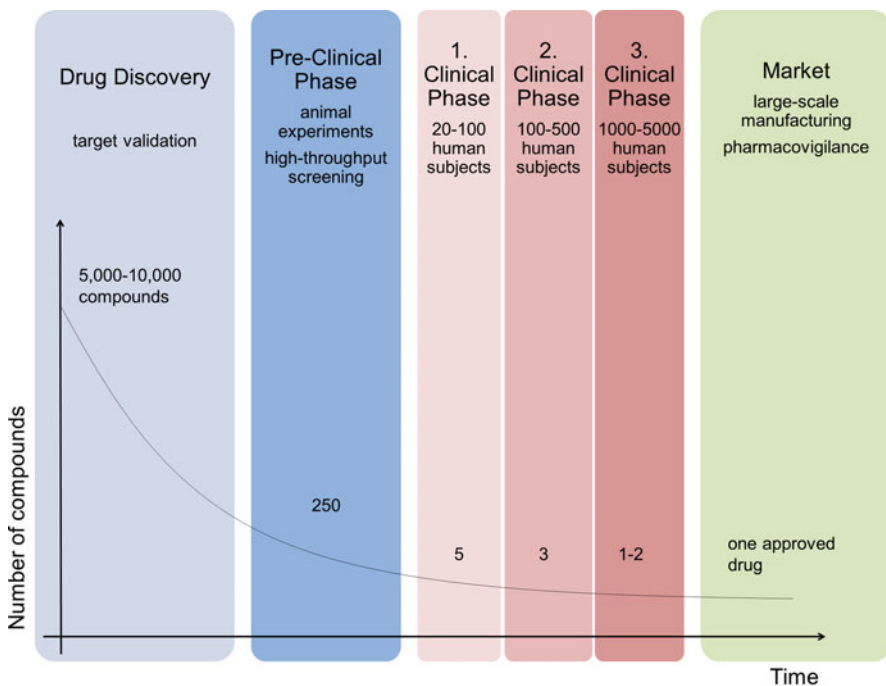 Drug Discovery
target validation
5,000-10,000
compounds
Pre-Clinical
Phase
animal
experiments
high-throughput
screening
250
1.
Clinical
Phase
20-100
human
subjects
5
2.
Clinical
Phase
100-500
human
subjects
3
3.
Clinical
Phase
1000-5000
human
subjects
1-2
Market
large-scale
manufacturing
pharmacovigilance
one approved
drug
Number of compounds
Time